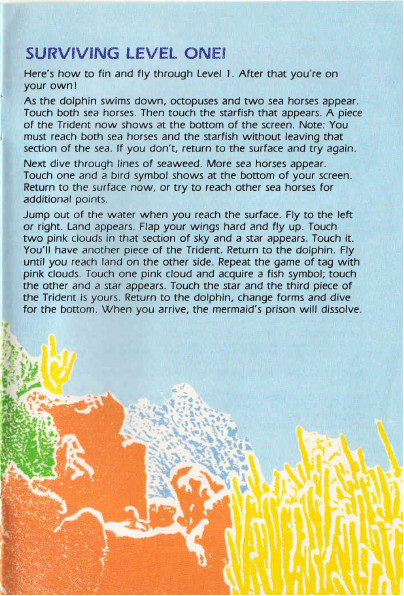 SURVIVING LEVEL ONE!
Here's how to fin and fly through Level 1. After that you're on
your own!
As the dolphin swims down, octopuses and two sea horses appear.
Touch both sea horses. Then touch the starfish that appears. A piece
of the Trident now shows at the bottom of the screen. Note: You
must reach both sea horses and the starfish without leaving that
section of the sea. If you don't, return to the surface and try again.
Next dive through lines of seaweed. More sea horses appear.
Touch one and a bird symbol shows at the bottom of your screen.
Return to the surface now, or try to reach other sea horses for
additional points.
Jump out of the water when you reach the surface. Fly to the left
or right. Land appears. Flap your wings hard and fly up. Touch
two pink clouds in that section of sky and a star appears. Touch it.
You'll have another piece of the Trident. Return to the dolphin. Fly
until you reach land on the other side. Repeat the game of tag with
pink clouds. Touch one pink cloud and acquire a fish symbol; touch
the other and a star appears. Touch the star and the third piece of
the Trident is yours. Return to the dolphin, change forms and dive
for the bottom. When you arrive, the mermaid's prison will dissolve.